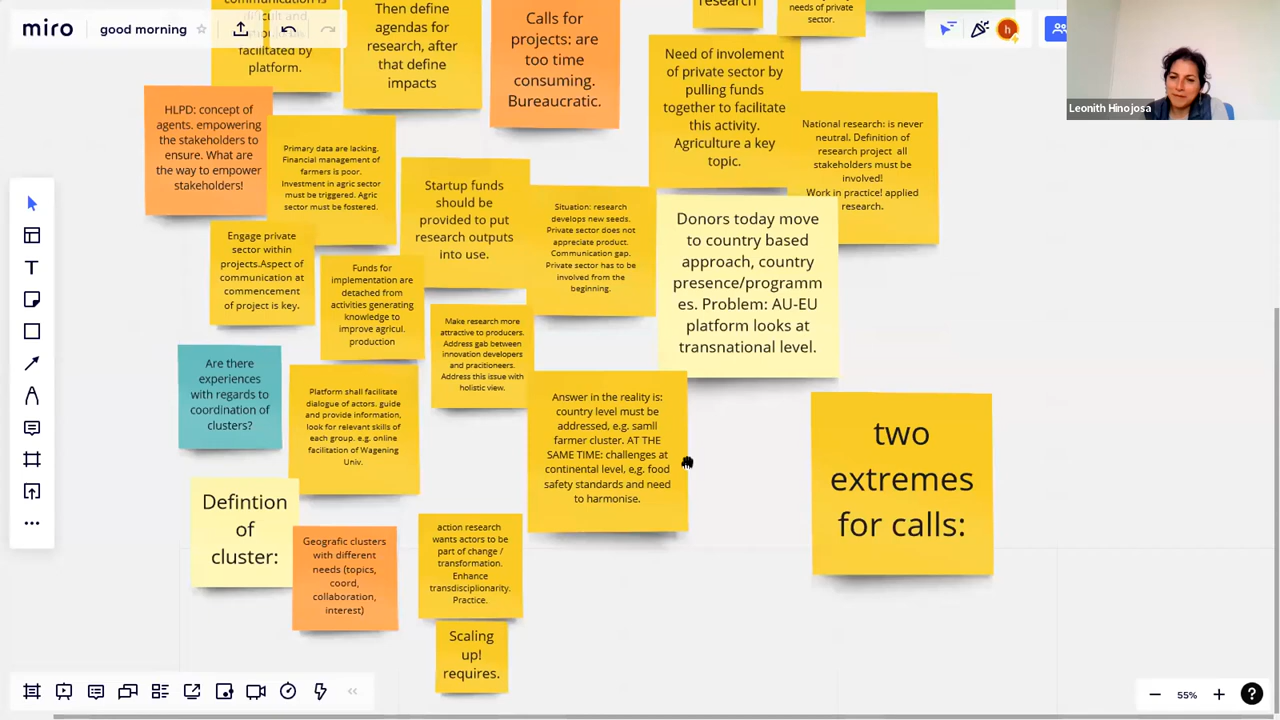 miro
good morning
communication is
difficult and
facilitated by
platform.
Then define
agendas for
research, after
that define
impacts
Calls for
projects: are
too time
consuming.
Bureaucratic.
research
needs of private
sector.
Leonith Hinojosa
HLPD: concept of
agents. empowering
the stakeholders to
ensure. What are
the way to empower
stakeholders!
Primary data are lacking.
Financial management of
farmers is poor.
Investment in agric sector
must be triggered. Agric
sector must be fostered.
Startup funds
should be
provided to put
research outputs
into use.
Situation: research
develops new seeds.
Private sector does not
appreciate product.
Communication gap.
Private sector has to be
involved from the
beginning.
Need of involement
of private sector by
pulling funds
together to facilitate
this activity.
Agriculture a key
topic.
National research: is never
neutral. Definition of
research project all
stakeholders must be
involved!
Work in practice! applied
research.
Donors today move
to country based
approach, country
presence/programm
es. Problem: AU-EU
platform looks at
transnational level.
Engage private
sector within
projects.Aspect of
communication at
commencement
of project is key.
Funds for
implementation are
detached from
activities generating
knowledge to
improve agricul.
production
Make research more
attractive to producers.
Address gab between
innovation developers
and pracitioneers.
Address this issue with
holistic view.
Are there
experiences
with regards to
coordination of
clusters?
Platform shall facilitate
dialogue of actors. guide
and provide information,
look for relevant skills of
each group. e.g. online
facilitation of Wagening
Univ.
Answer in the reality is:
country level must be
addressed, e.g. samll
farmer cluster. AT THE
SAME TIME: challenges at
continental level, e.g. food
safety standards and need
to harmonise.
two
extremes
for calls:
Defintion
of
cluster:
Geografic clusters
with different
needs (topics,
coord,
collaboration,
interest)
action research
wants actors to be
part of change /
transformation.
Enhance
transdisciplionarity.
Practice.
Scaling
up!
requires.
55%